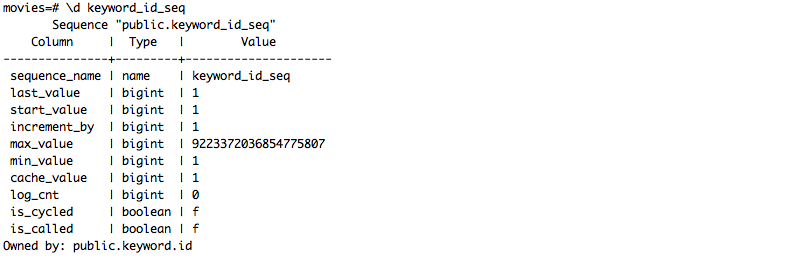 movies=# \d keyword_id_seq
       Sequence "public.keyword_id_seq"
    Column     |  Type   |        Value
---------------+---------+---------------------
 sequence_name | name    | keyword_id_seq
 last_value    | bigint  | 1
 start_value   | bigint  | 1
 increment_by  | bigint  | 1
 max_value     | bigint  | 9223372036854775807
 min_value     | bigint  | 1
 cache_value   | bigint  | 1
 log_cnt       | bigint  | 0
 is_cycled     | boolean | f
 is_called     | boolean | f
Owned by: public.keyword.id